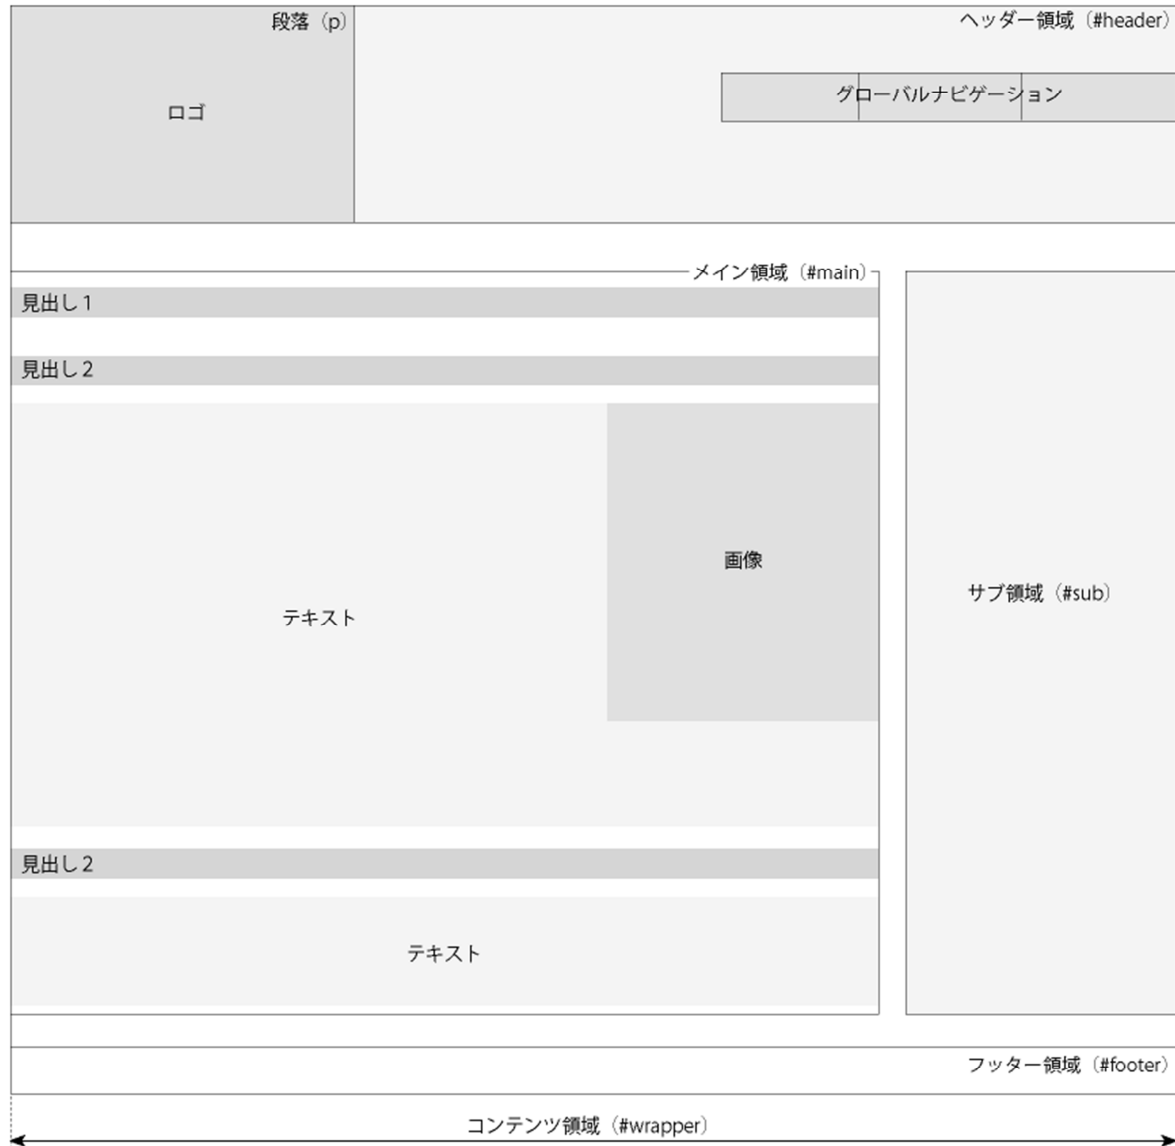 段落（p）
ヘッダー領域（#header）
ロゴ
グローバルナビゲーション
メイン領域（#main）
見出し１
見出し２
画像
テキスト
サブ領域（#sub）
見出し２
テキスト
フッター領域（#footer）
コンテンツ領域（#wrapper）